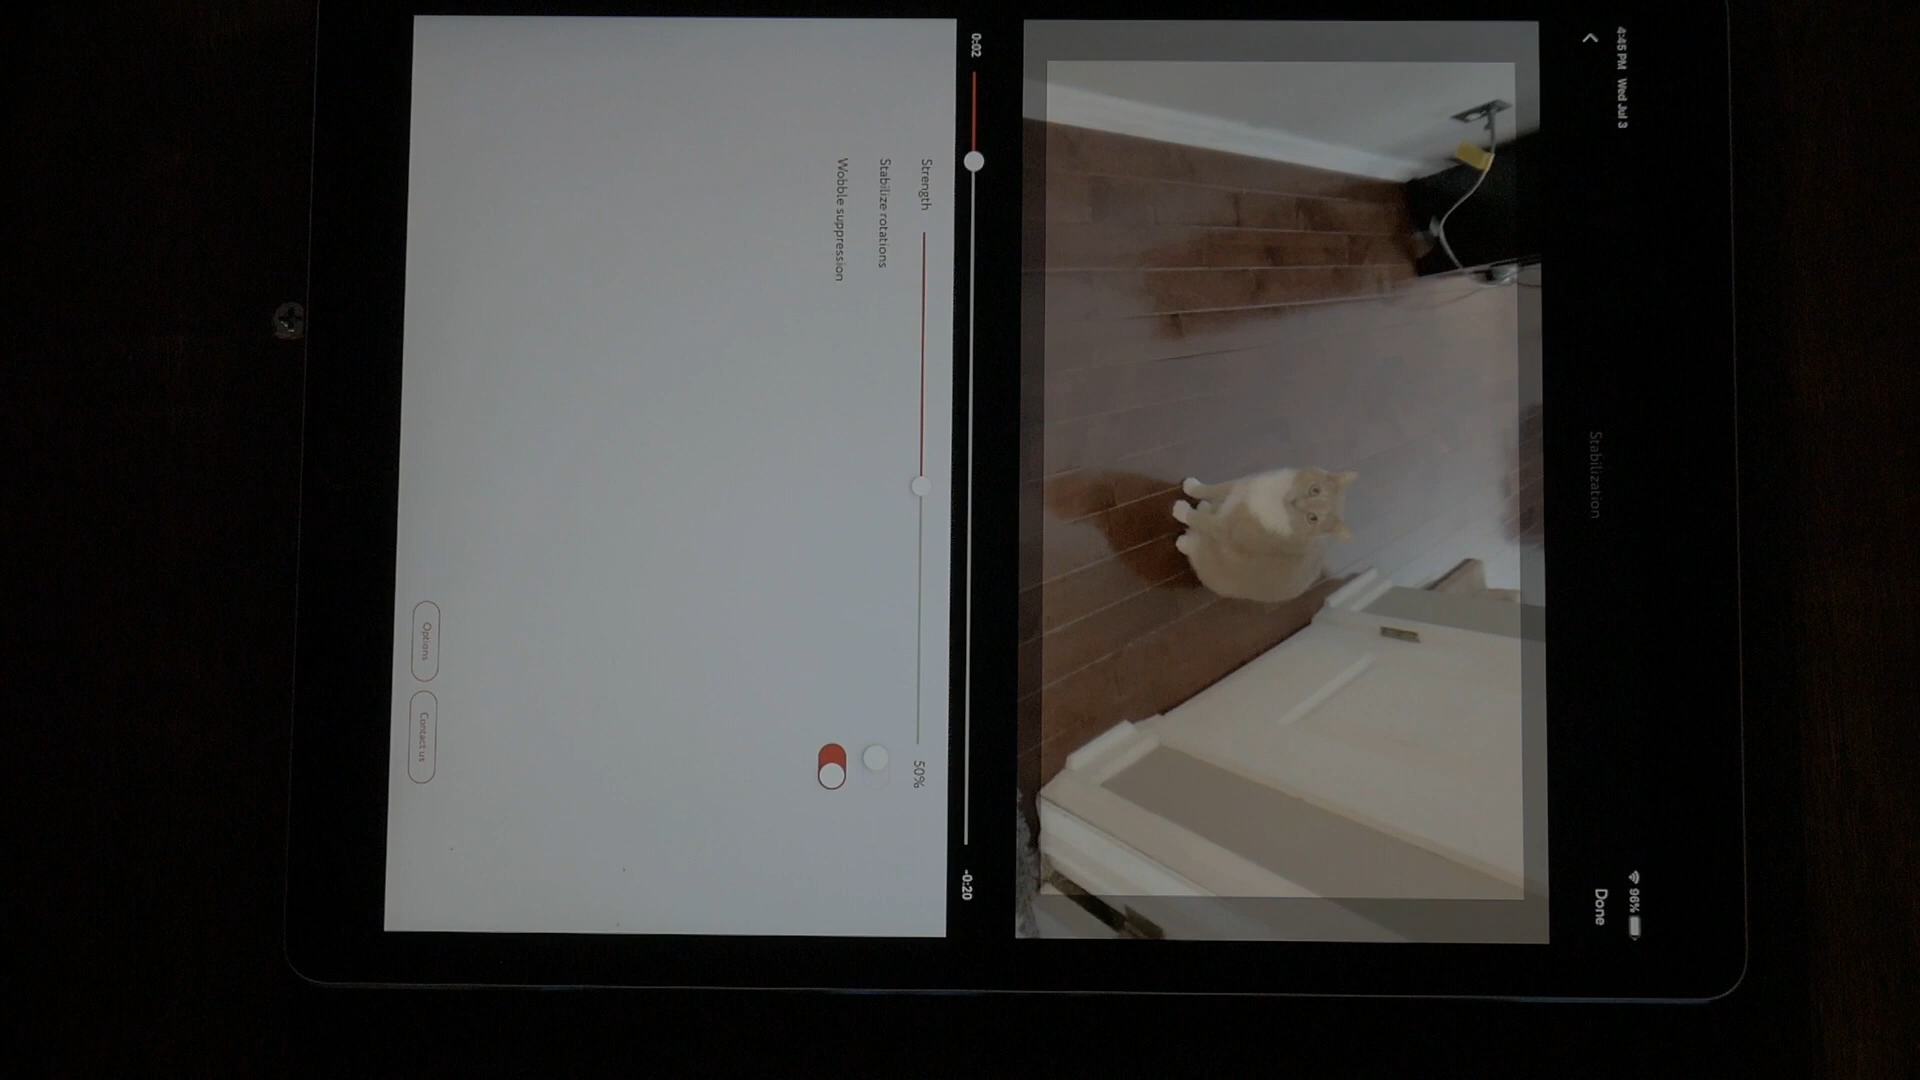 4:45 PM Wed Jul 3
96%
Stabilization
Done
0:02
-0:20
Strength
50%
Stabilize rotations
Wobble suppression
Options
Contact us